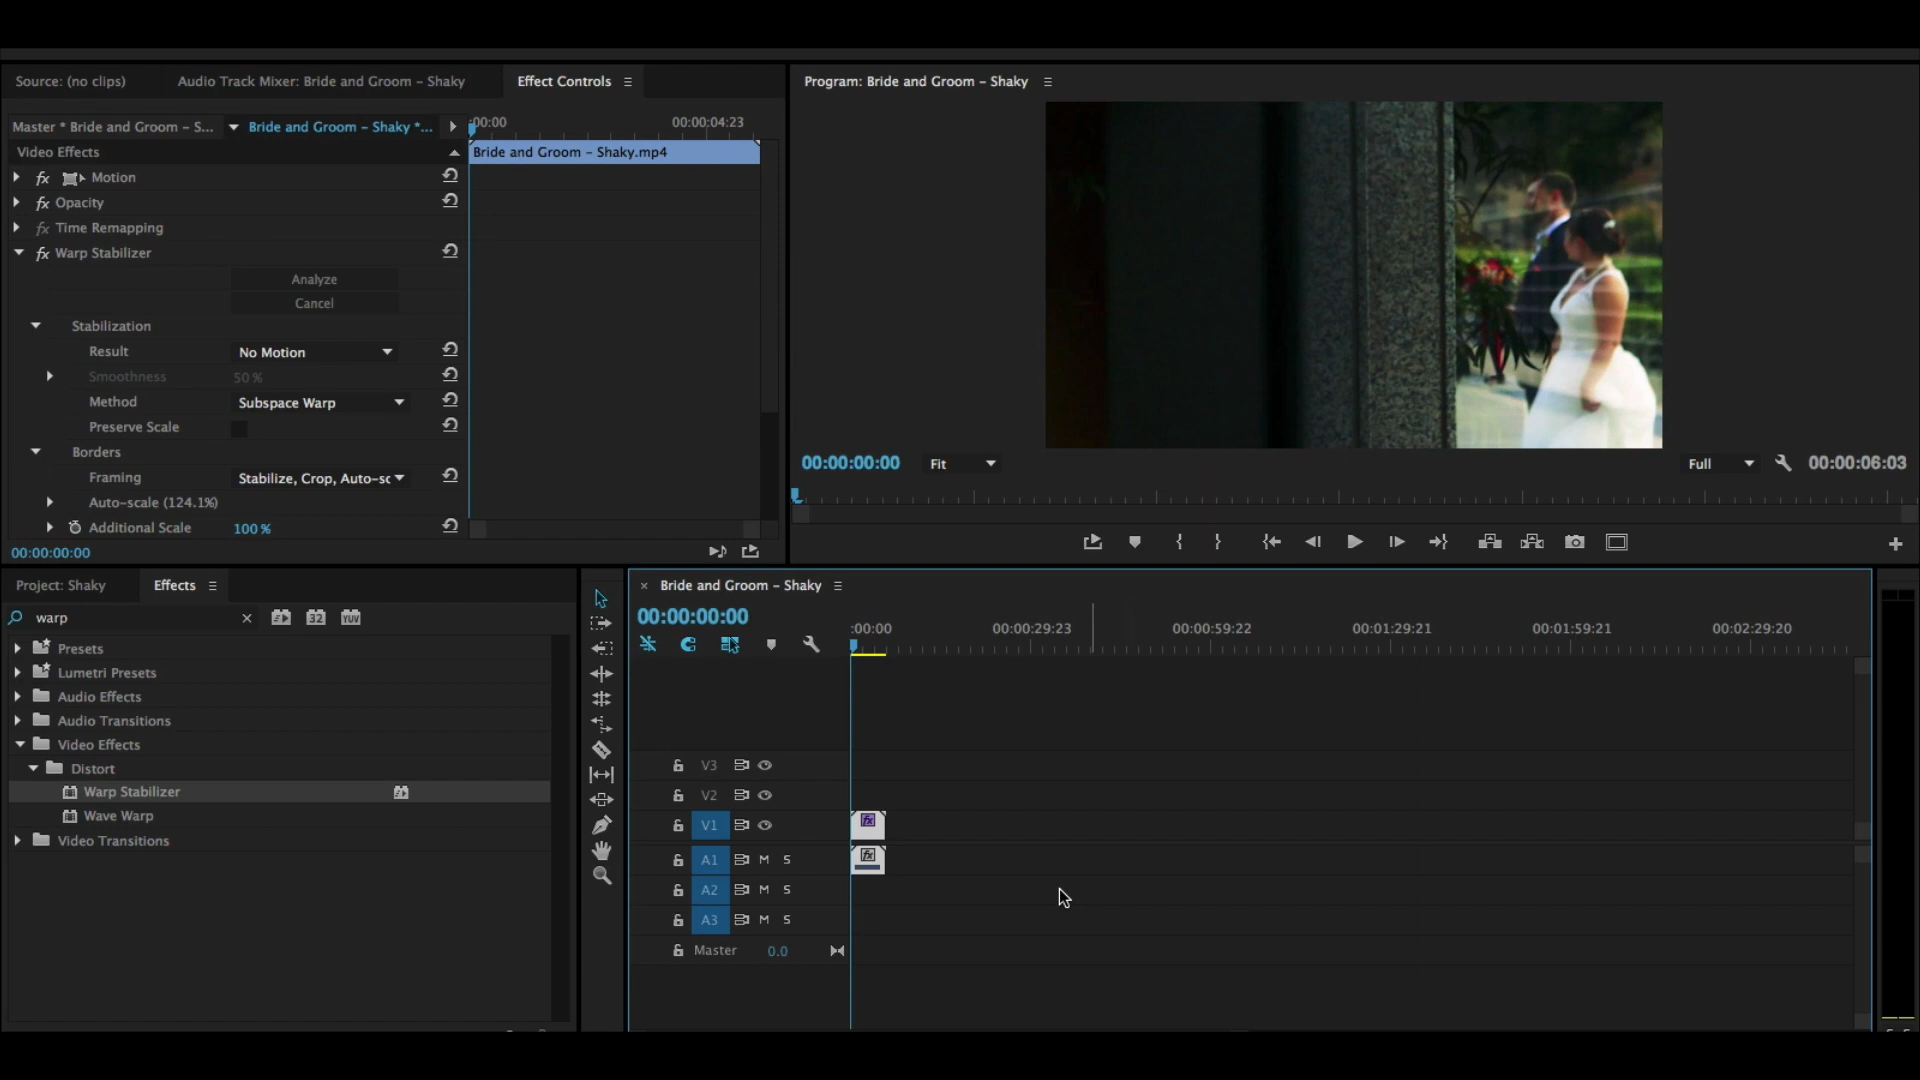 Source: (no clips)
Audio Track Mixer: Bride and Groom – Shaky
Effect Controls
Program: Bride and Groom – Shaky
Master * Bride and Groom – S...
Bride and Groom – Shaky *...
:00:00
00:00:04:23
Video Effects
Bride and Groom – Shaky.mp4
fx Motion
fx Opacity
fx Time Remapping
fx Warp Stabilizer
Analyze
Cancel
Stabilization
Result No Motion
Smoothness 50 %
Method Subspace Warp
Preserve Scale
Borders
Framing Stabilize, Crop, Auto-sc
Auto-scale (124.1%)
Additional Scale 100 %
00:00:00:00
00:00:00:00
Fit
Full
00:00:06:03
Project: Shaky
Effects
warp
32
YUV
Presets
Lumetri Presets
Audio Effects
Audio Transitions
Video Effects
Distort
Warp Stabilizer
Wave Warp
Video Transitions
× Bride and Groom – Shaky
00:00:00:00
:00:00
00:00:29:23
00:00:59:22
00:01:29:21
00:01:59:21
00:02:29:20
V3
V2
V1
fx
A1 M S
fx
A2 M S
A3 M S
Master 0.0